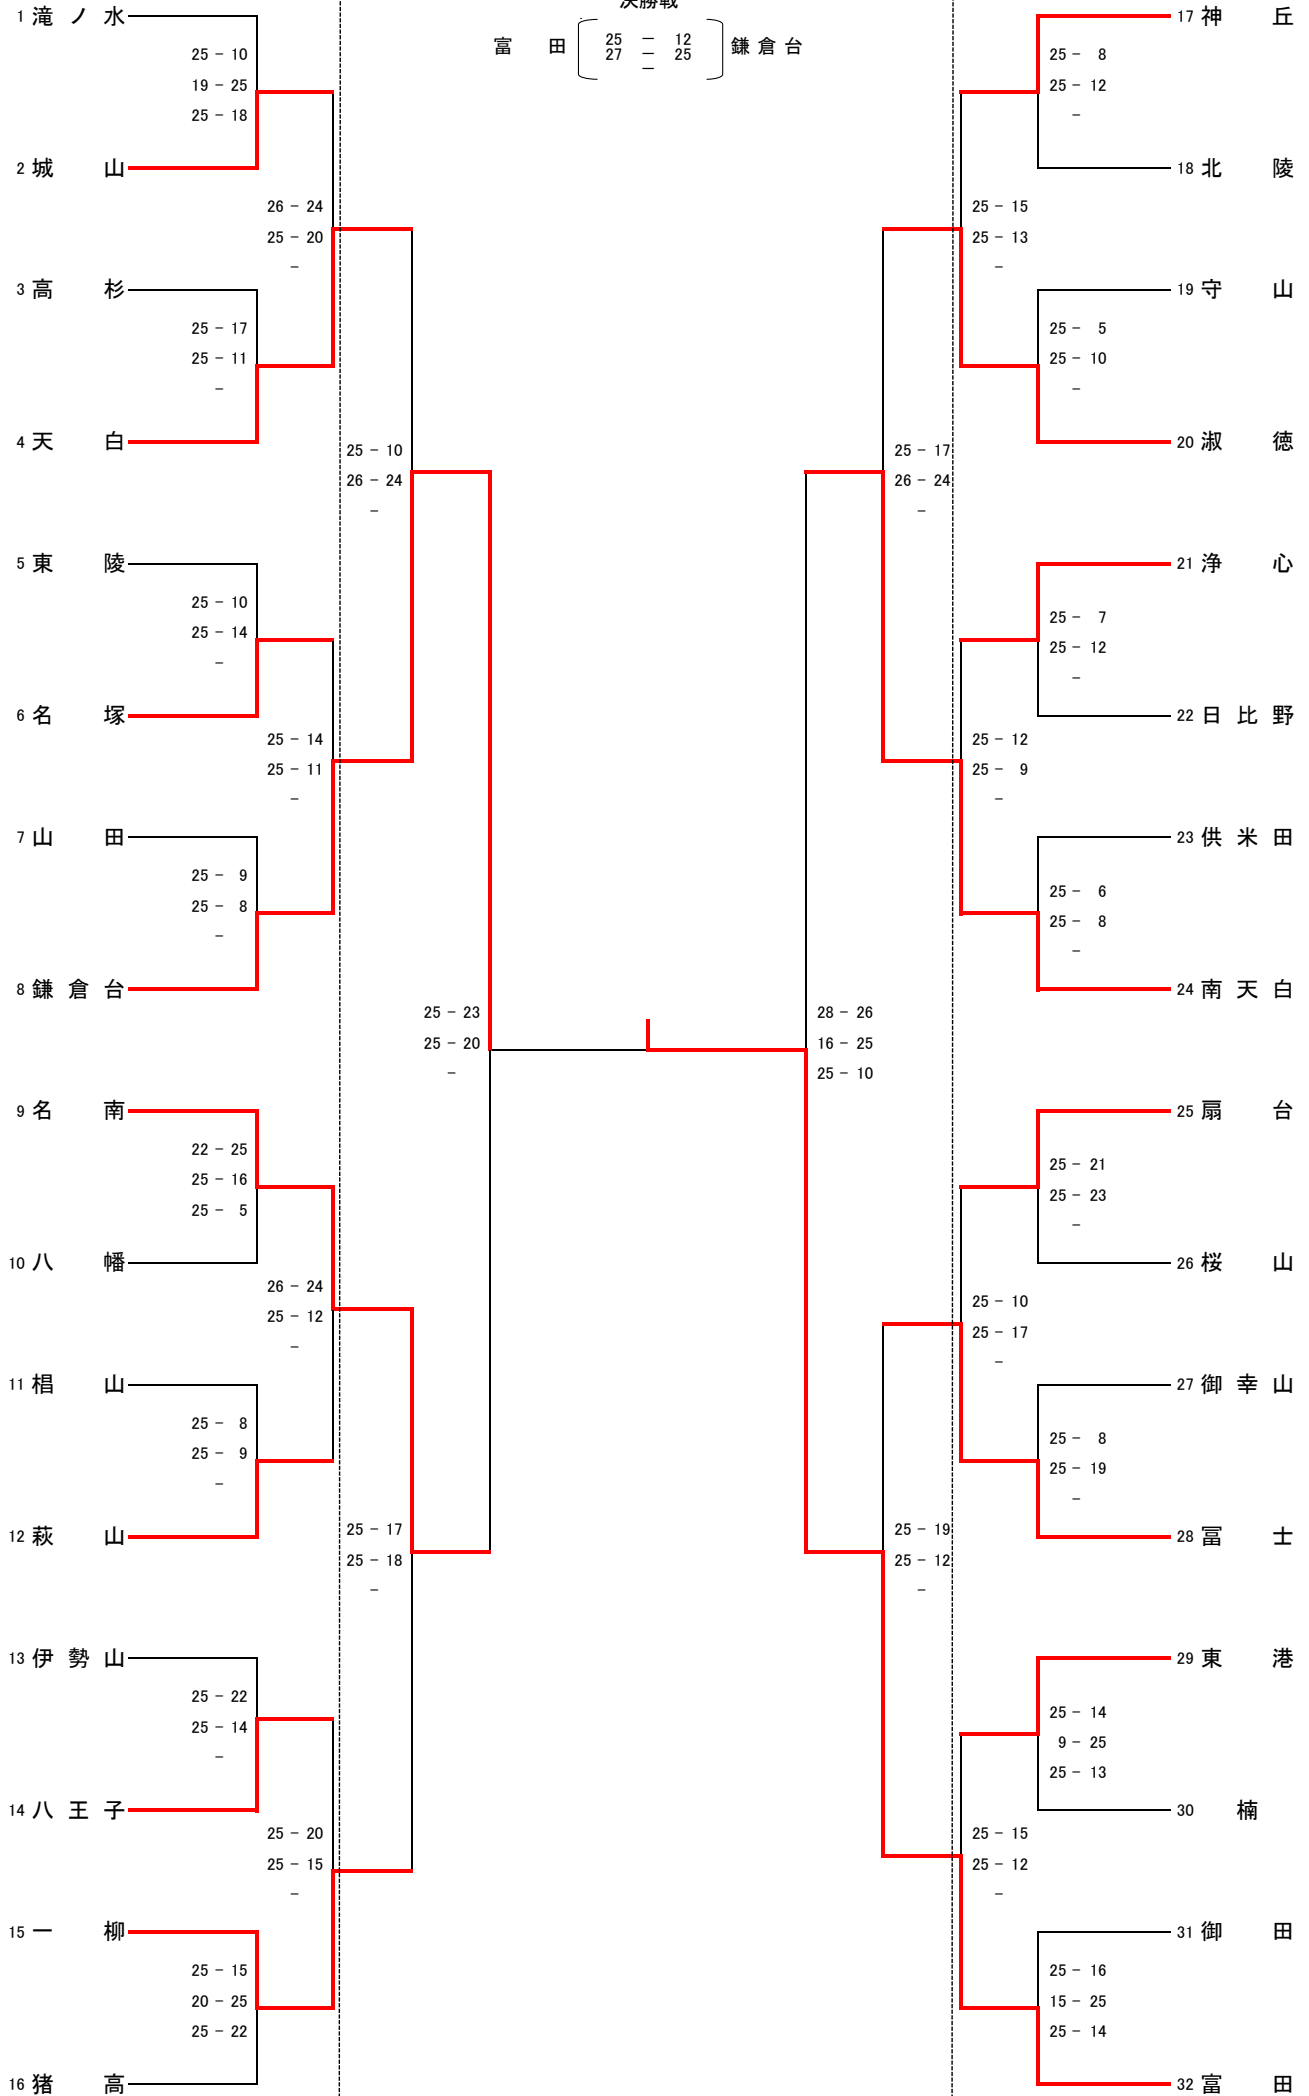 決勝戦
富 田 25 － 12 鎌倉台
27 － 25
－
1 滝ノ水
25 － 10
19 － 25
25 － 18
2 城 山
26 － 24
25 － 20
－
3 高 杉
25 － 17
25 － 11
－
4 天 白
25 － 10
26 － 24
－
5 東 陵
25 － 10
25 － 14
－
6 名 塚
25 － 14
25 － 11
－
7 山 田
25 － 9
25 － 8
－
8 鎌倉台
25 － 23
25 － 20
－
9 名 南
22 － 25
25 － 16
25 － 5
10 八 幡
26 － 24
25 － 12
－
11 椙 山
25 － 8
25 － 9
－
12 萩 山
25 － 17
25 － 18
－
13 伊勢山
25 － 22
25 － 14
－
14 八王子
25 － 20
25 － 15
－
15 一 柳
25 － 15
20 － 25
25 － 22
16 猪 高
17 神 丘
25 － 8
25 － 12
－
18 北 陵
25 － 15
25 － 13
－
19 守 山
25 － 5
25 － 10
－
20 淑 徳
25 － 17
26 － 24
－
21 浄 心
25 － 7
25 － 12
－
22 日比野
25 － 12
25 － 9
－
23 供米田
25 － 6
25 － 8
－
24 南天白
28 － 26
16 － 25
25 － 10
25 扇 台
25 － 21
25 － 23
－
26 桜 山
25 － 10
25 － 17
－
27 御幸山
25 － 8
25 － 19
－
28 冨 士
25 － 19
25 － 12
－
29 東 港
25 － 14
9 － 25
25 － 13
30 楠
25 － 15
25 － 12
－
31 御 田
25 － 16
15 － 25
25 － 14
32 富 田